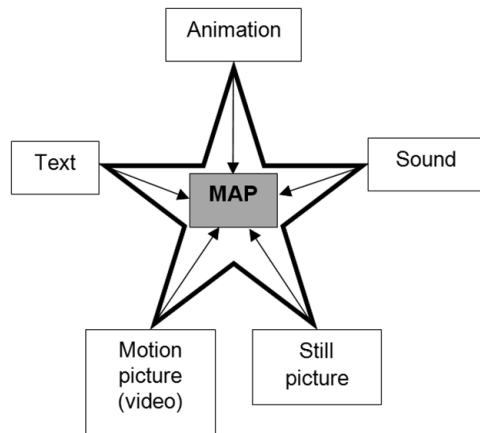 Animation
Text
Sound
MAP
Motion
picture
(video)
Still
picture